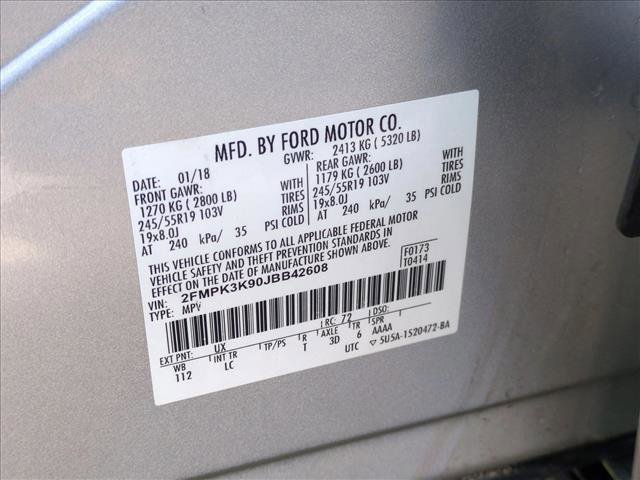 MFD. BY FORD MOTOR CO.
DATE: 01/18 GVWR: 2413 KG ( 5320 LB)
FRONT GAWR: WITH REAR GAWR: WITH
1270 KG ( 2800 LB) TIRES 1179 KG ( 2600 LB) TIRES
245/55R19 103V RIMS 245/55R19 103V RIMS
19x8.0J 19x8.0J
AT 240 kPa/ 35 PSI COLD AT 240 kPa/ 35 PSI COLD
THIS VEHICLE CONFORMS TO ALL APPLICABLE FEDERAL MOTOR
VEHICLE SAFETY AND THEFT PREVENTION STANDARDS IN
EFFECT ON THE DATE OF MANUFACTURE SHOWN ABOVE.
VIN: 2FMPK3K90JBB42608 F0173
TYPE: MPV T0414
EXT PNT: UX RC: 72 DSO:
WB INT TR TP/PS R AXLE TR SPR
112 LC T 3D 6 AAAA
UTC ▽ 5U5A-1520472-BA